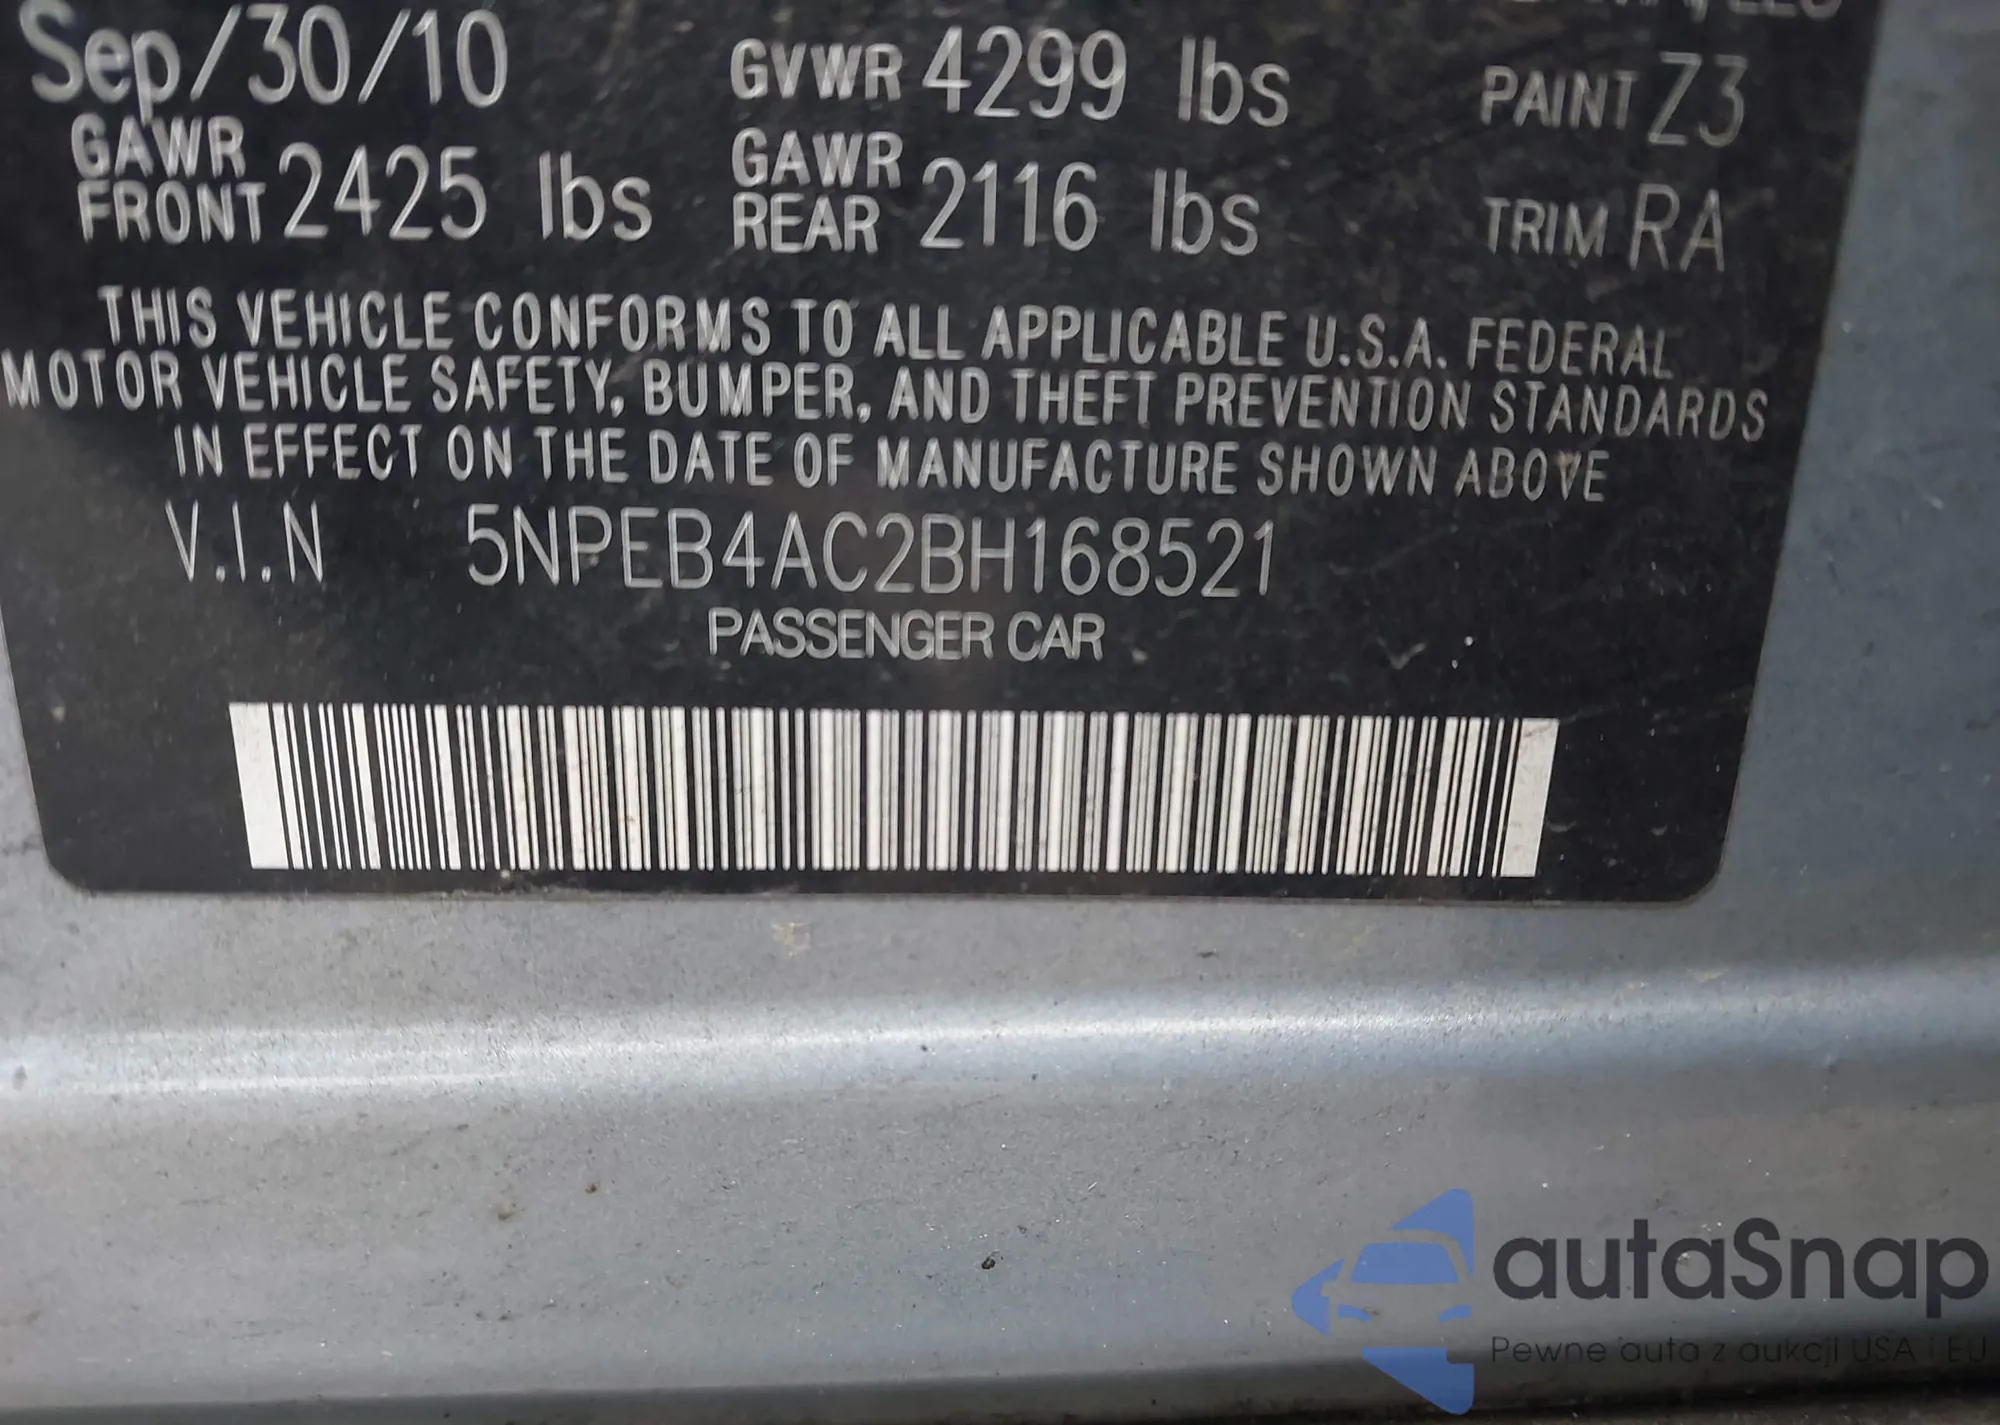 Sep/30/10 GVWR 4299 lbs PAINT Z3
GAWR FRONT 2425 lbs GAWR REAR 2116 lbs TRIM RA
THIS VEHICLE CONFORMS TO ALL APPLICABLE U.S.A. FEDERAL
MOTOR VEHICLE SAFETY, BUMPER, AND THEFT PREVENTION STANDARDS
IN EFFECT ON THE DATE OF MANUFACTURE SHOWN ABOVE
V.I.N 5NPEB4AC2BH168521
PASSENGER CAR
autaSnap
Pewne auta z aukcji USA i EU